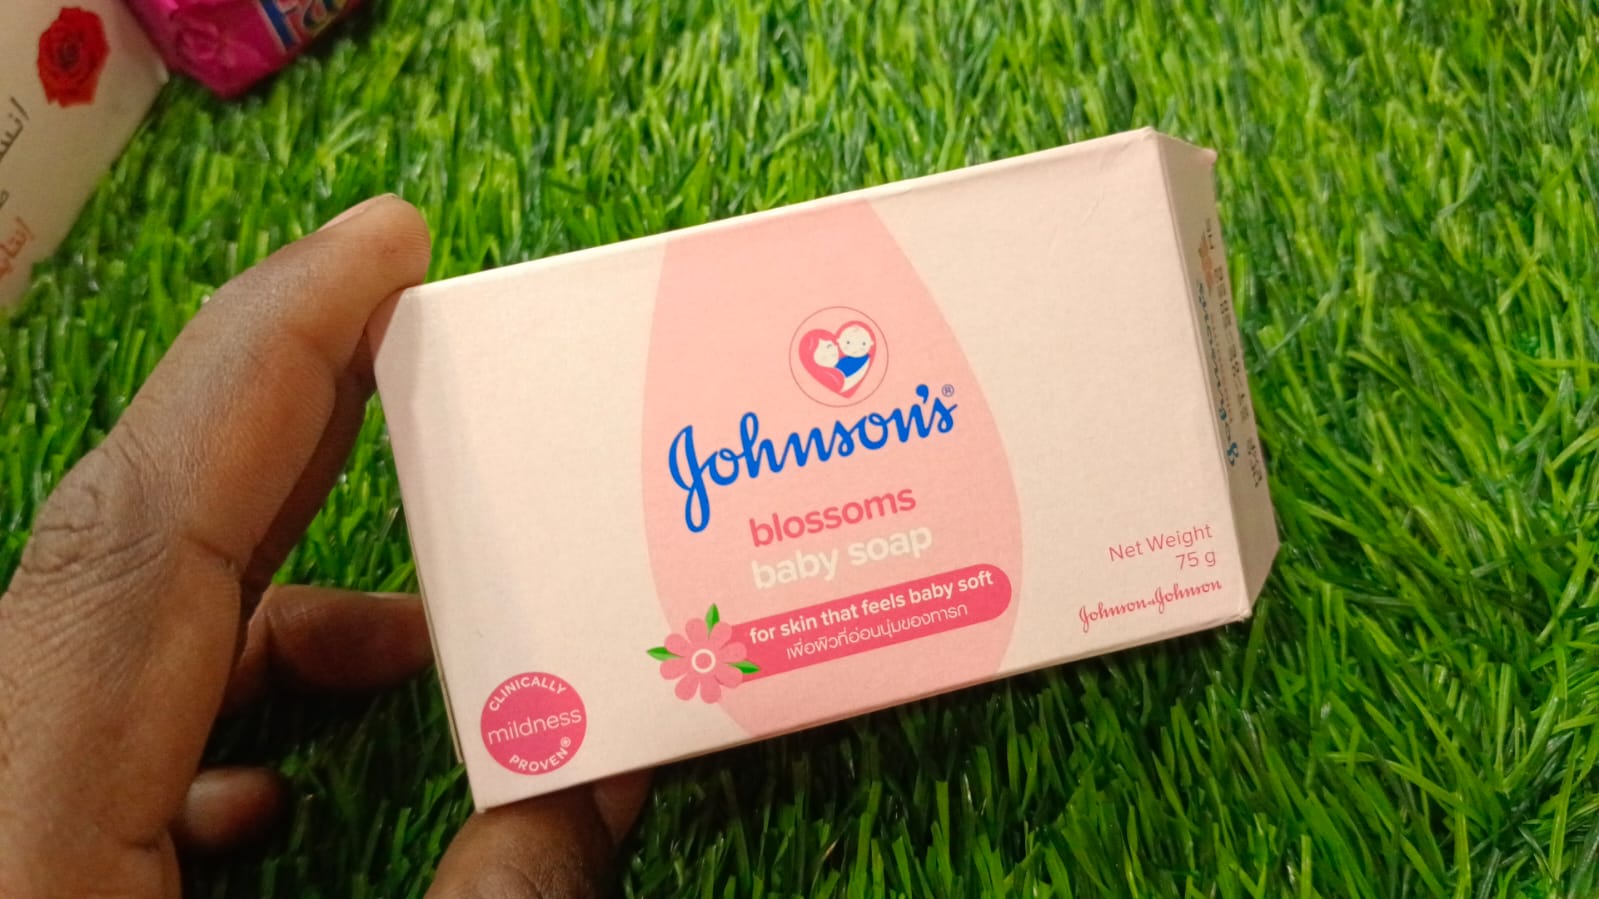 Johnson's®
blossoms
baby soap
for skin that feels baby soft
เพื่อผิวที่อ่อนนุ่มของทารก
CLINICALLY
mildness
PROVEN®
Net Weight
75 g
Johnson & Johnson